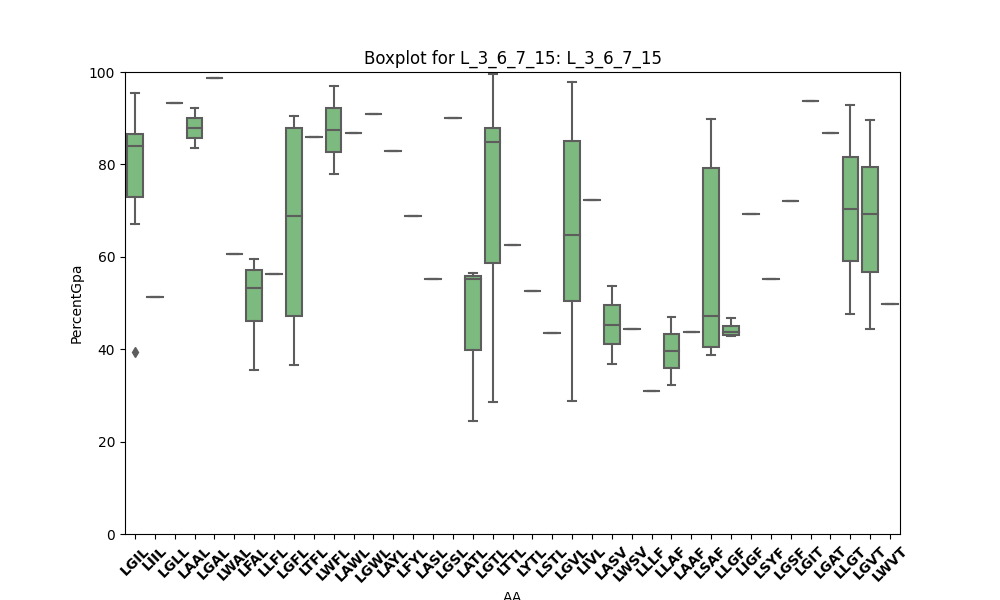 Boxplot for L_3_6_7_15: L_3_6_7_15
PercentGpa
100
80
60
40
20
0
LGIL LIIL LGLL LAAL LGAL LWAL LFAL LLFL LGFL LTFL LWFL LAWL LGWL LAYL LFYL LASL LGSL LATL LGTL LTTL LYTL LSTL LGVL LIVL LASV LWSV LLLF LLAF LAAF LSAF LLGF LIGF LSYF LGSF LGIT LGAT LLGT LGVT LWVT
AA